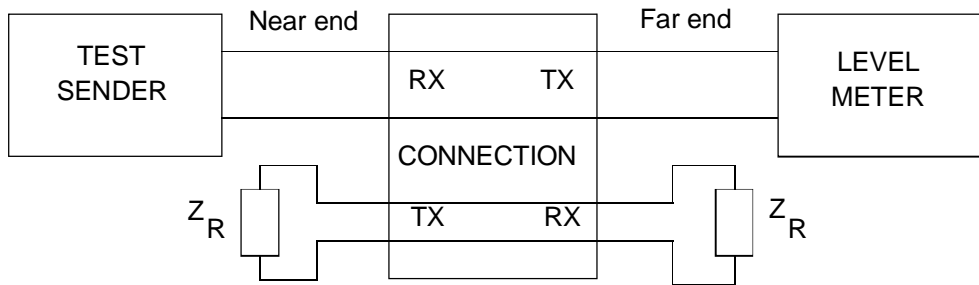 Near end
Far end
TEST
SENDER
RX TX
LEVEL
METER
CONNECTION
Z R
TX RX
Z R